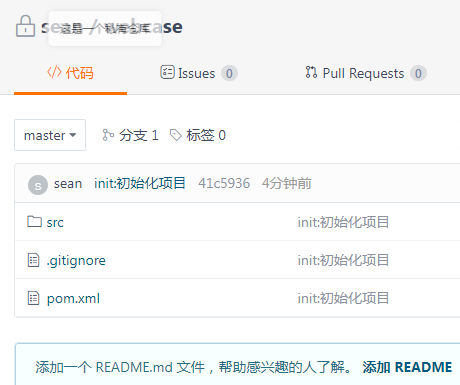 sean / webcase
这是一个私有仓库
代码 Issues 0 Pull Requests 0
master 分支 1 标签 0
s sean init:初始化项目 41c5936 4分钟前
src init:初始化项目
.gitignore init:初始化项目
pom.xml init:初始化项目
添加一个 README.md 文件，帮助感兴趣的人了解。 添加 README